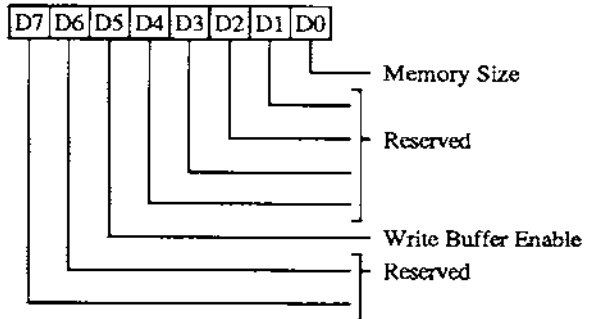 D7 D6 D5 D4 D3 D2 D1 D0
Memory Size
Reserved
Write Buffer Enable
Reserved